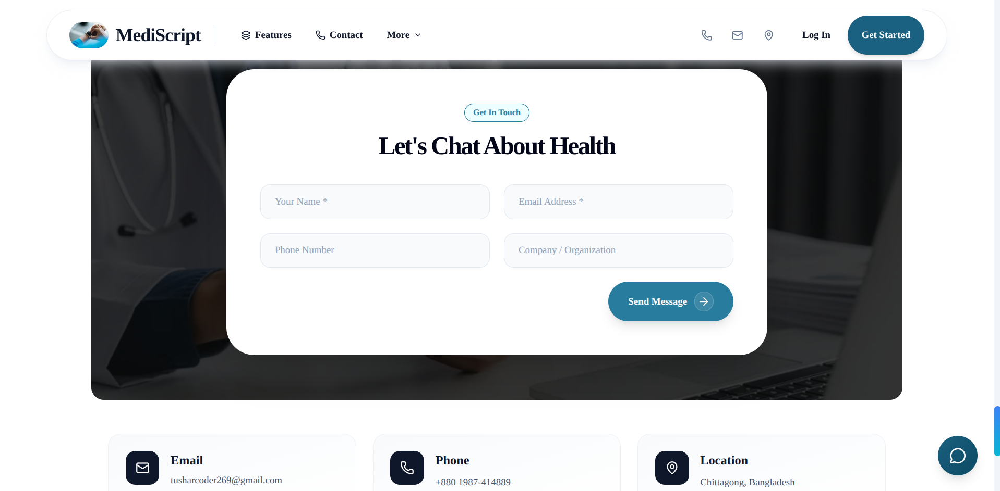 MediScript
Features
Contact
More
Log In
Get Started
Get In Touch
Let's Chat About Health
Your Name *
Email Address *
Phone Number
Company / Organization
Send Message
Email
tusharcoder269@gmail.com
Phone
+880 1987-414889
Location
Chittagong, Bangladesh